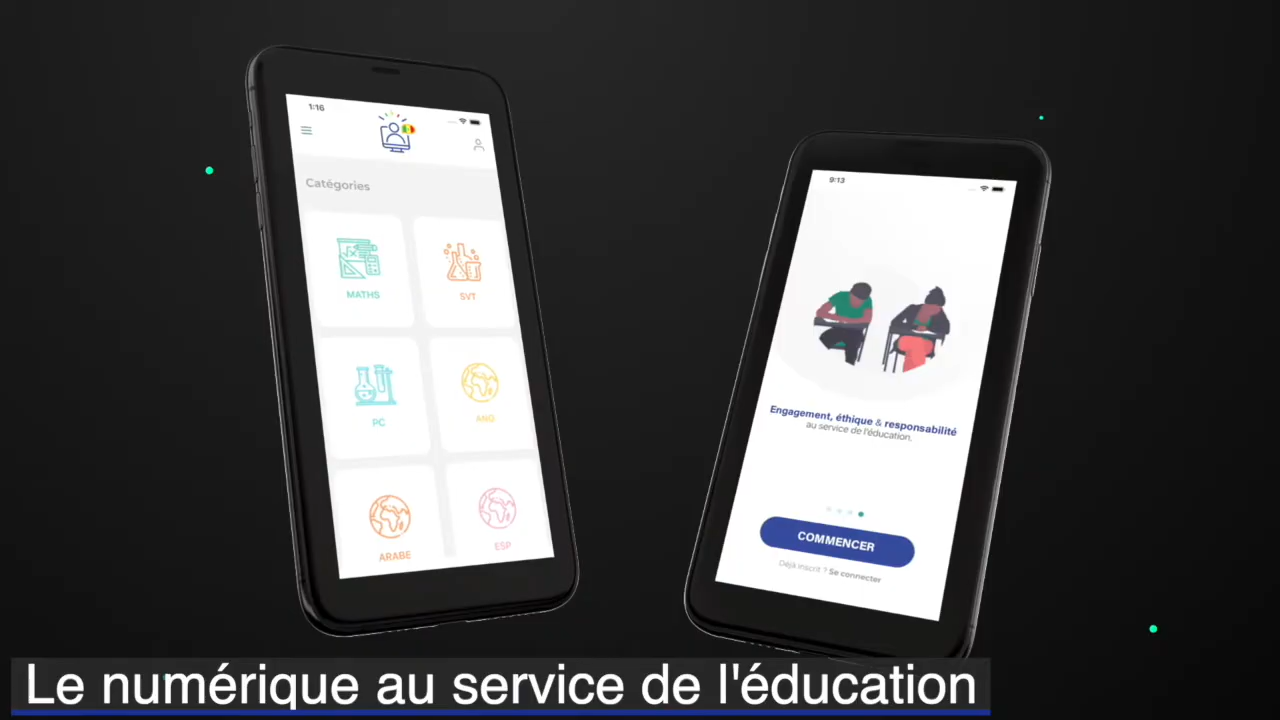 1:16
Catégories
MATHS
SVT
PC
ANG
ARABE
ESP
9:13
Engagement, éthique & responsabilité
au service de l'éducation.
COMMENCER
Déjà inscrit ? Se connecter
Le numérique au service de l'éducation